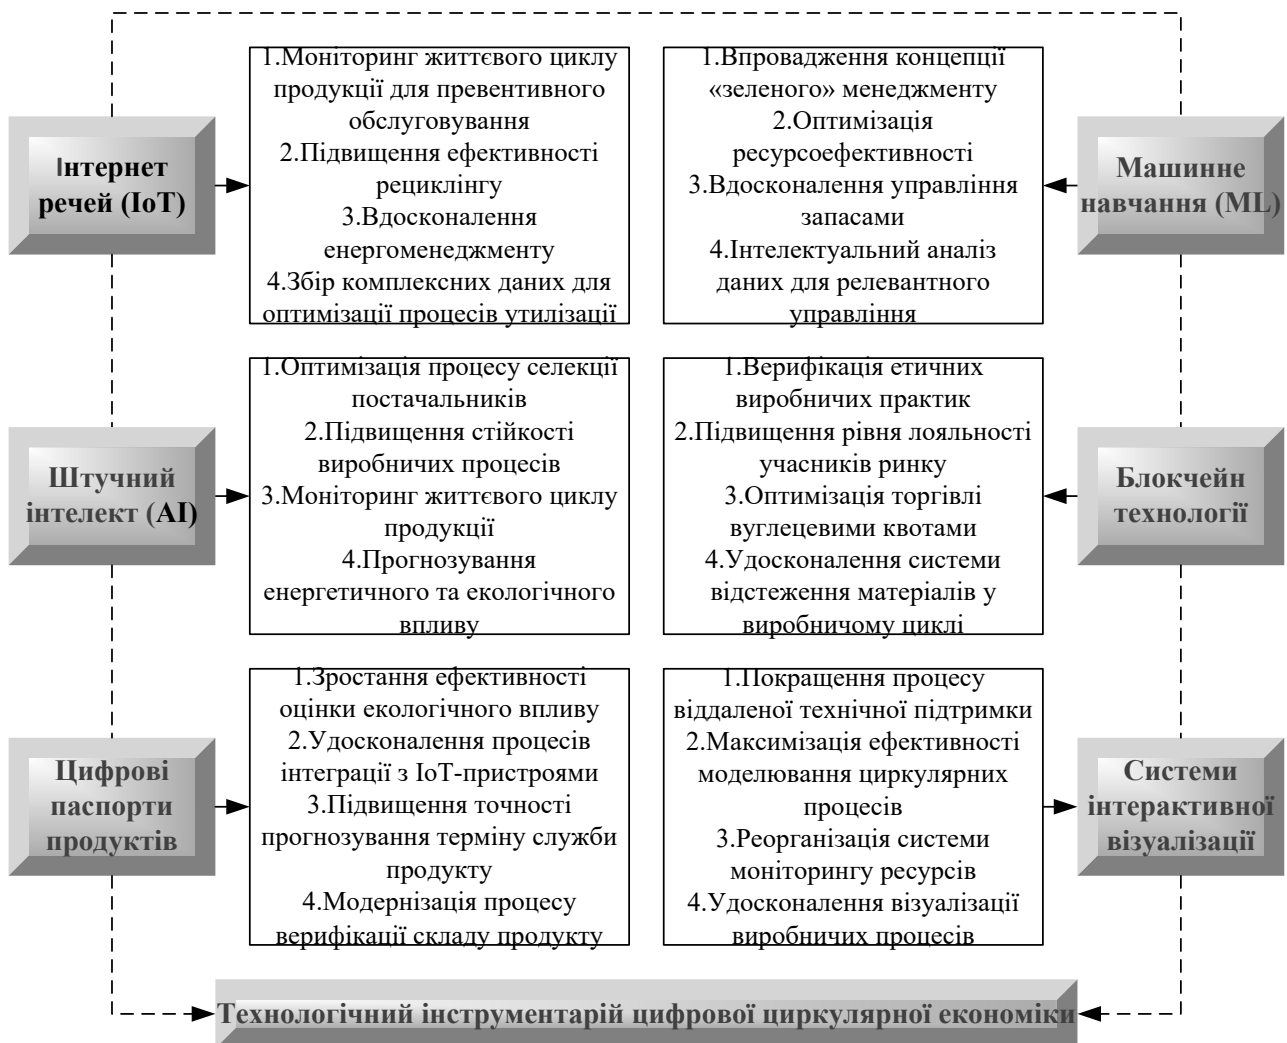 Інтернет
речей (IoT)
1.Моніторинг життєвого циклу
продукції для превентивного
обслуговування
2.Підвищення ефективності
рециклінгу
3.Вдосконалення
енергоменеджменту
4.Збір комплексних даних для
оптимізації процесів утилізації
1.Впровадження концепції
«зеленого» менеджменту
2.Оптимізація
ресурсоефективності
3.Вдосконалення управління
запасами
4.Інтелектуальний аналіз
даних для релевантного
управління
Машинне
навчання (ML)
Штучний
інтелект (AI)
1.Оптимізація процесу селекції
постачальників
2.Підвищення стійкості
виробничих процесів
3.Моніторинг життєвого циклу
продукції
4.Прогнозування
енергетичного та екологічного
впливу
1.Верифікація етичних
виробничих практик
2.Підвищення рівня лояльності
учасників ринку
3.Оптимізація торгівлі
вуглецевими квотами
4.Удосконалення системи
відстеження матеріалів у
виробничому циклі
Блокчейн
технології
Цифрові
паспорти
продуктів
1.Зростання ефективності
оцінки екологічного впливу
2.Удосконалення процесів
інтеграції з IoT-пристроями
3.Підвищення точності
прогнозування терміну служби
продукту
4.Модернізація процесу
верифікації складу продукту
1.Покращення процесу
віддаленої технічної підтримки
2.Максимізація ефективності
моделювання циркулярних
процесів
3.Реорганізація системи
моніторингу ресурсів
4.Удосконалення візуалізації
виробничих процесів
Системи
інтерактивної
візуалізації
Технологічний інструментарій цифрової циркулярної економіки